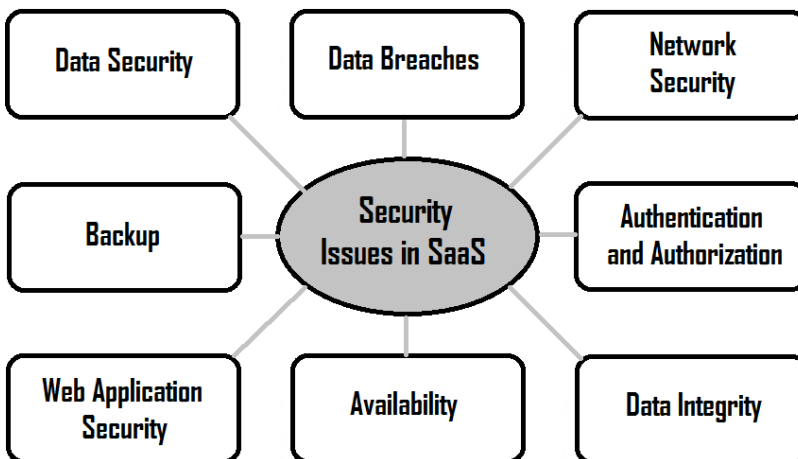 Data Security
Data Breaches
Network
Security
Backup
Security
Issues in SaaS
Authentication
and Authorization
Web Application
Security
Availability
Data Integrity